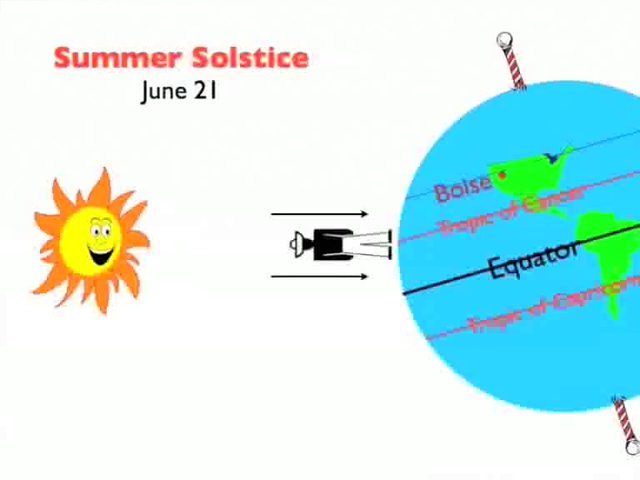 Summer Solstice
June 21
Boise
Tropic of Cancer
Equator
Tropic of Capricorn